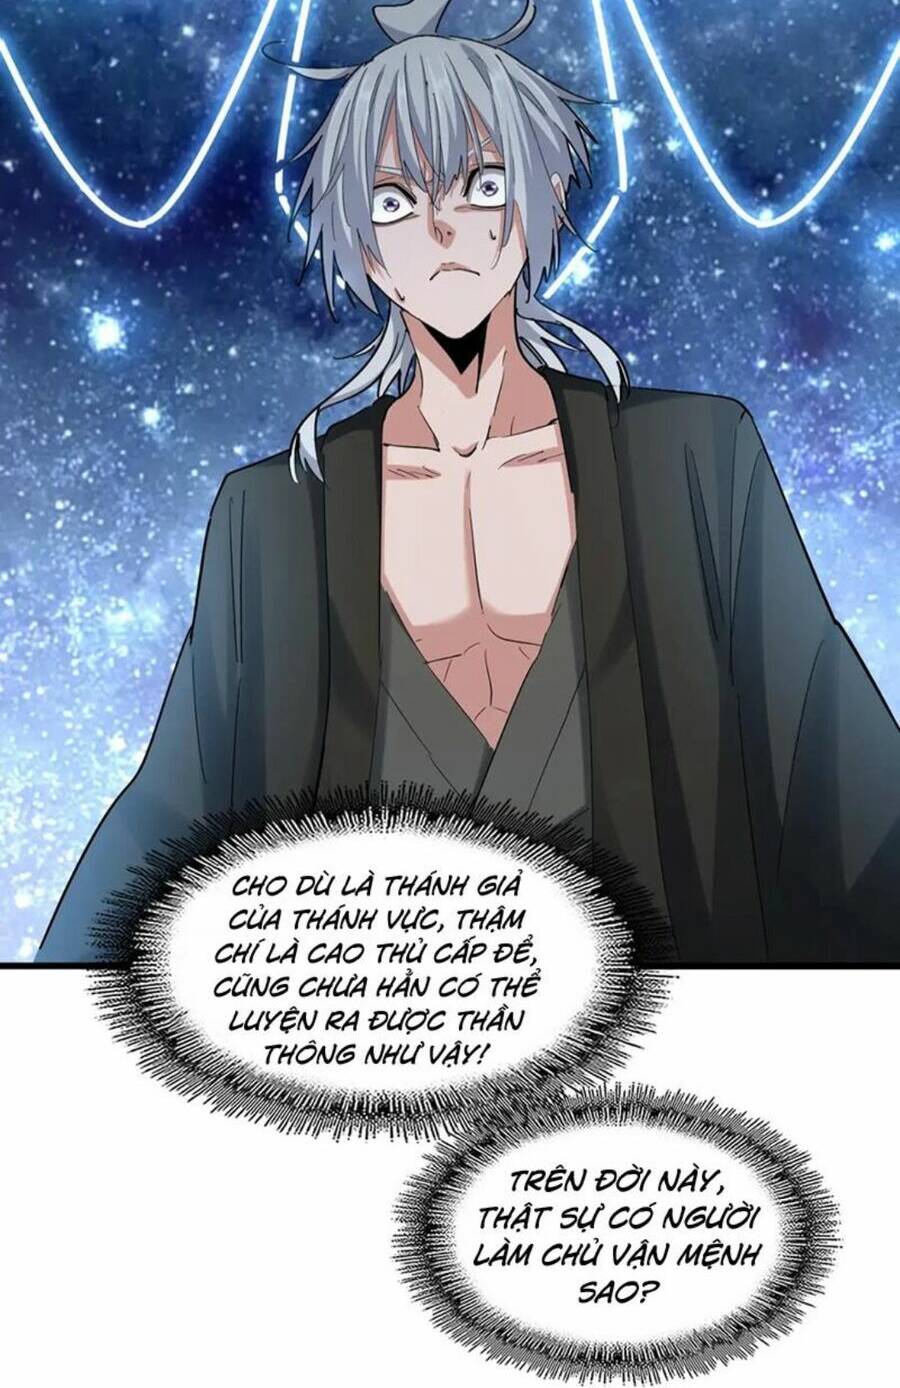 CHO DÙ LÀ THÁNH GIẢ
CỦA THÁNH VỰC, THẬM
CHÍ LÀ CAO THỦ CẤP ĐẾ,
CŨNG CHƯA HẲN CÓ THỂ
LUYỆN RA ĐƯỢC THẦN
THÔNG NHƯ VẬY!
TRÊN ĐỜI NÀY,
THẬT SỰ CÓ NGƯỜI
LÀM CHỦ VẬN MỆNH
SAO?